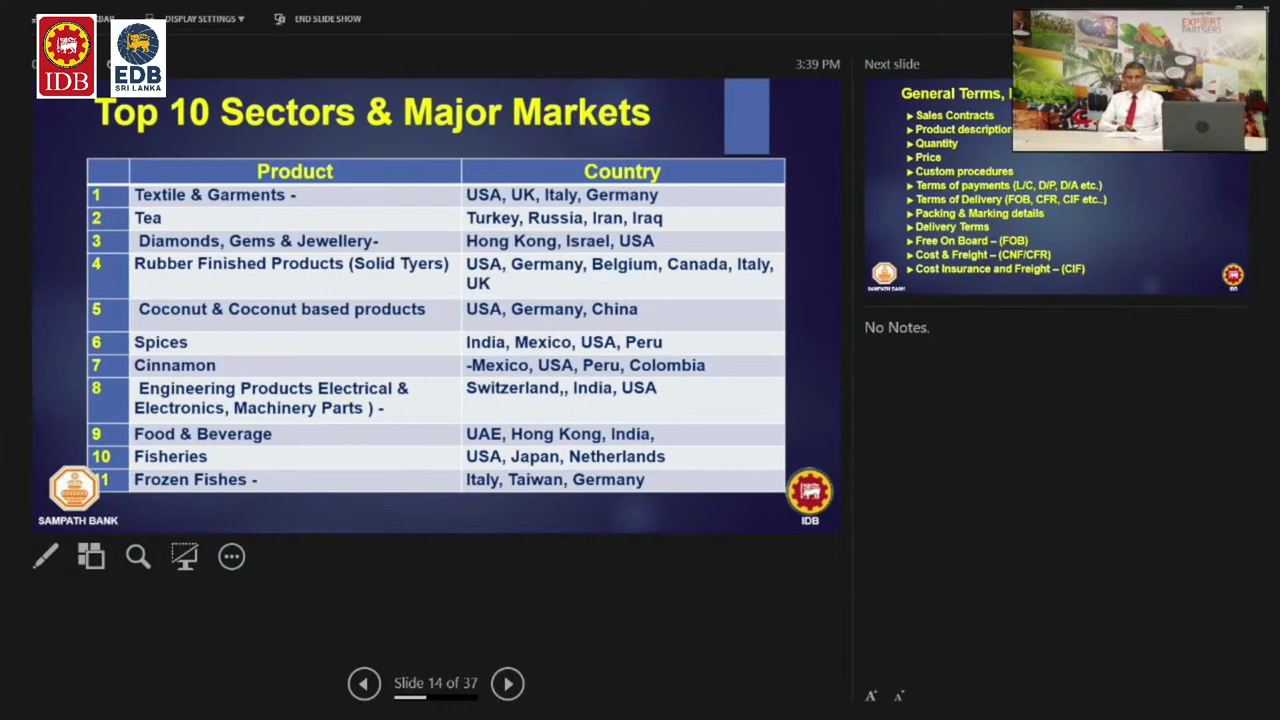 DISPLAY SETTINGS ▼
END SLIDE SHOW
IDB
EDB
SRI LANKA
3:39 PM
Top 10 Sectors & Major Markets
Product Country
1 Textile & Garments - USA, UK, Italy, Germany
2 Tea Turkey, Russia, Iran, Iraq
3 Diamonds, Gems & Jewellery- Hong Kong, Israel, USA
4 Rubber Finished Products (Solid Tyers) USA, Germany, Belgium, Canada, Italy,
UK
5 Coconut & Coconut based products USA, Germany, China
6 Spices India, Mexico, USA, Peru
7 Cinnamon -Mexico, USA, Peru, Colombia
8 Engineering Products Electrical & Switzerland,, India, USA
Electronics, Machinery Parts ) -
9 Food & Beverage UAE, Hong Kong, India,
10 Fisheries USA, Japan, Netherlands
11 Frozen Fishes - Italy, Taiwan, Germany
SAMPATH BANK
IDB
Slide 14 of 37
Next slide
EXPORT
PARTNERS
General Terms,
Sales Contracts
Product description
Quantity
Price
Custom procedures
Terms of payments (L/C, D/P, D/A etc.)
Terms of Delivery (FOB, CFR, CIF etc..)
Packing & Marking details
Delivery Terms
Free On Board – (FOB)
Cost & Freight – (CNF/CFR)
Cost Insurance and Freight – (CIF)
SAMPATH BANK
IDB
No Notes.
A A